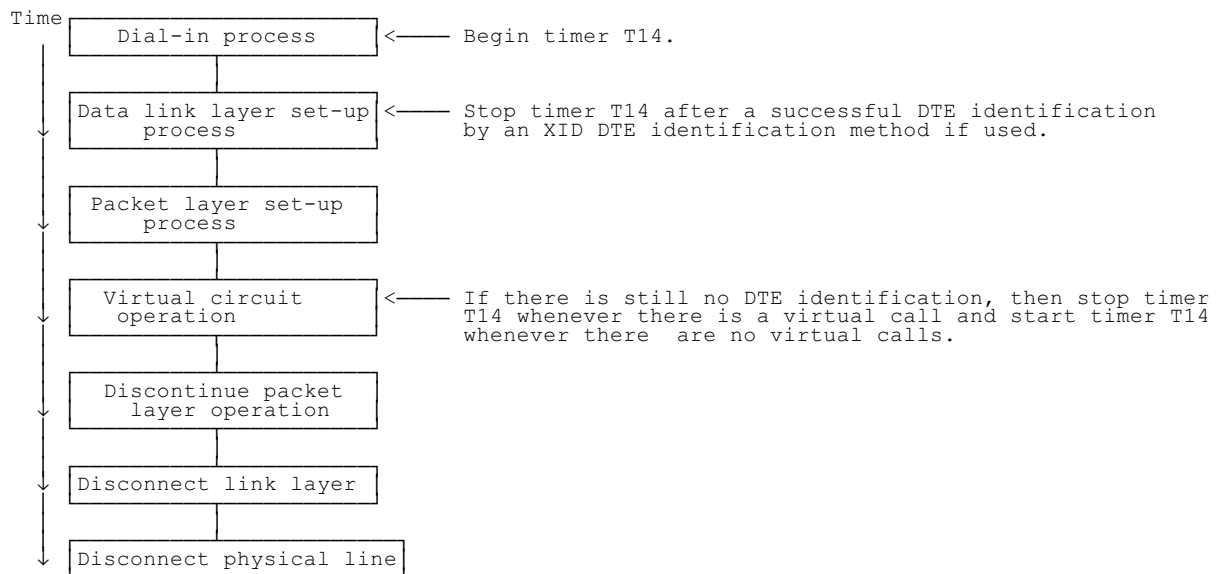 Time
Dial-in process
Begin timer T14.
Data link layer set-up
process
Stop timer T14 after a successful DTE identification
by an XID DTE identification method if used.
Packet layer set-up
process
Virtual circuit
operation
If there is still no DTE identification, then stop timer
T14 whenever there is a virtual call and start timer T14
whenever there are no virtual calls.
Discontinue packet
layer operation
Disconnect link layer
Disconnect physical line